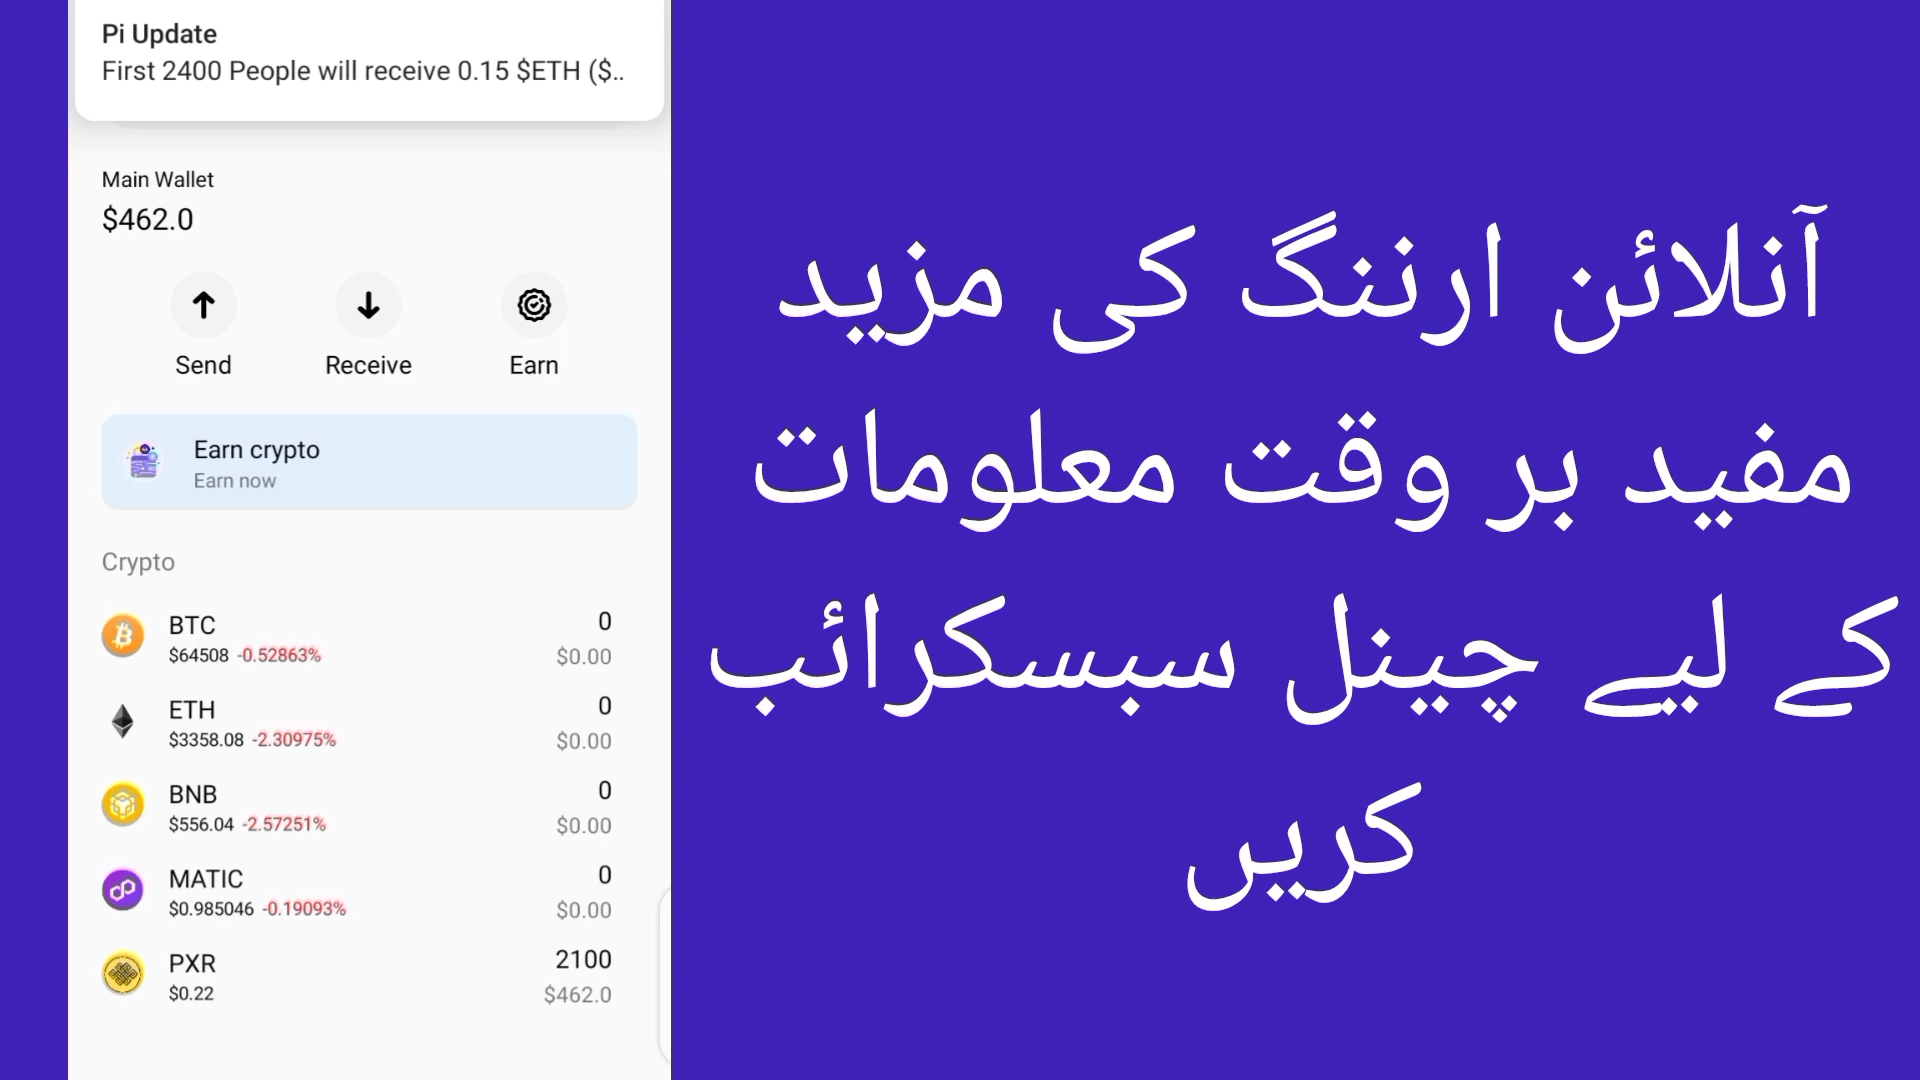 Pi Update
First 2400 People will receive 0.15 $ETH ($..
Main Wallet
$462.0
Send Receive Earn
Earn crypto
Earn now
Crypto
BTC 0
$64508 -0.52863% $0.00
ETH 0
$3358.08 -2.30975% $0.00
BNB 0
$556.04 -2.57251% $0.00
MATIC 0
$0.985046 -0.19093% $0.00
PXR 2100
$0.22 $462.0
آنلائن ارننگ کی مزید
مفید بر وقت معلومات
کے لیے چینل سبسکرائب
کریں